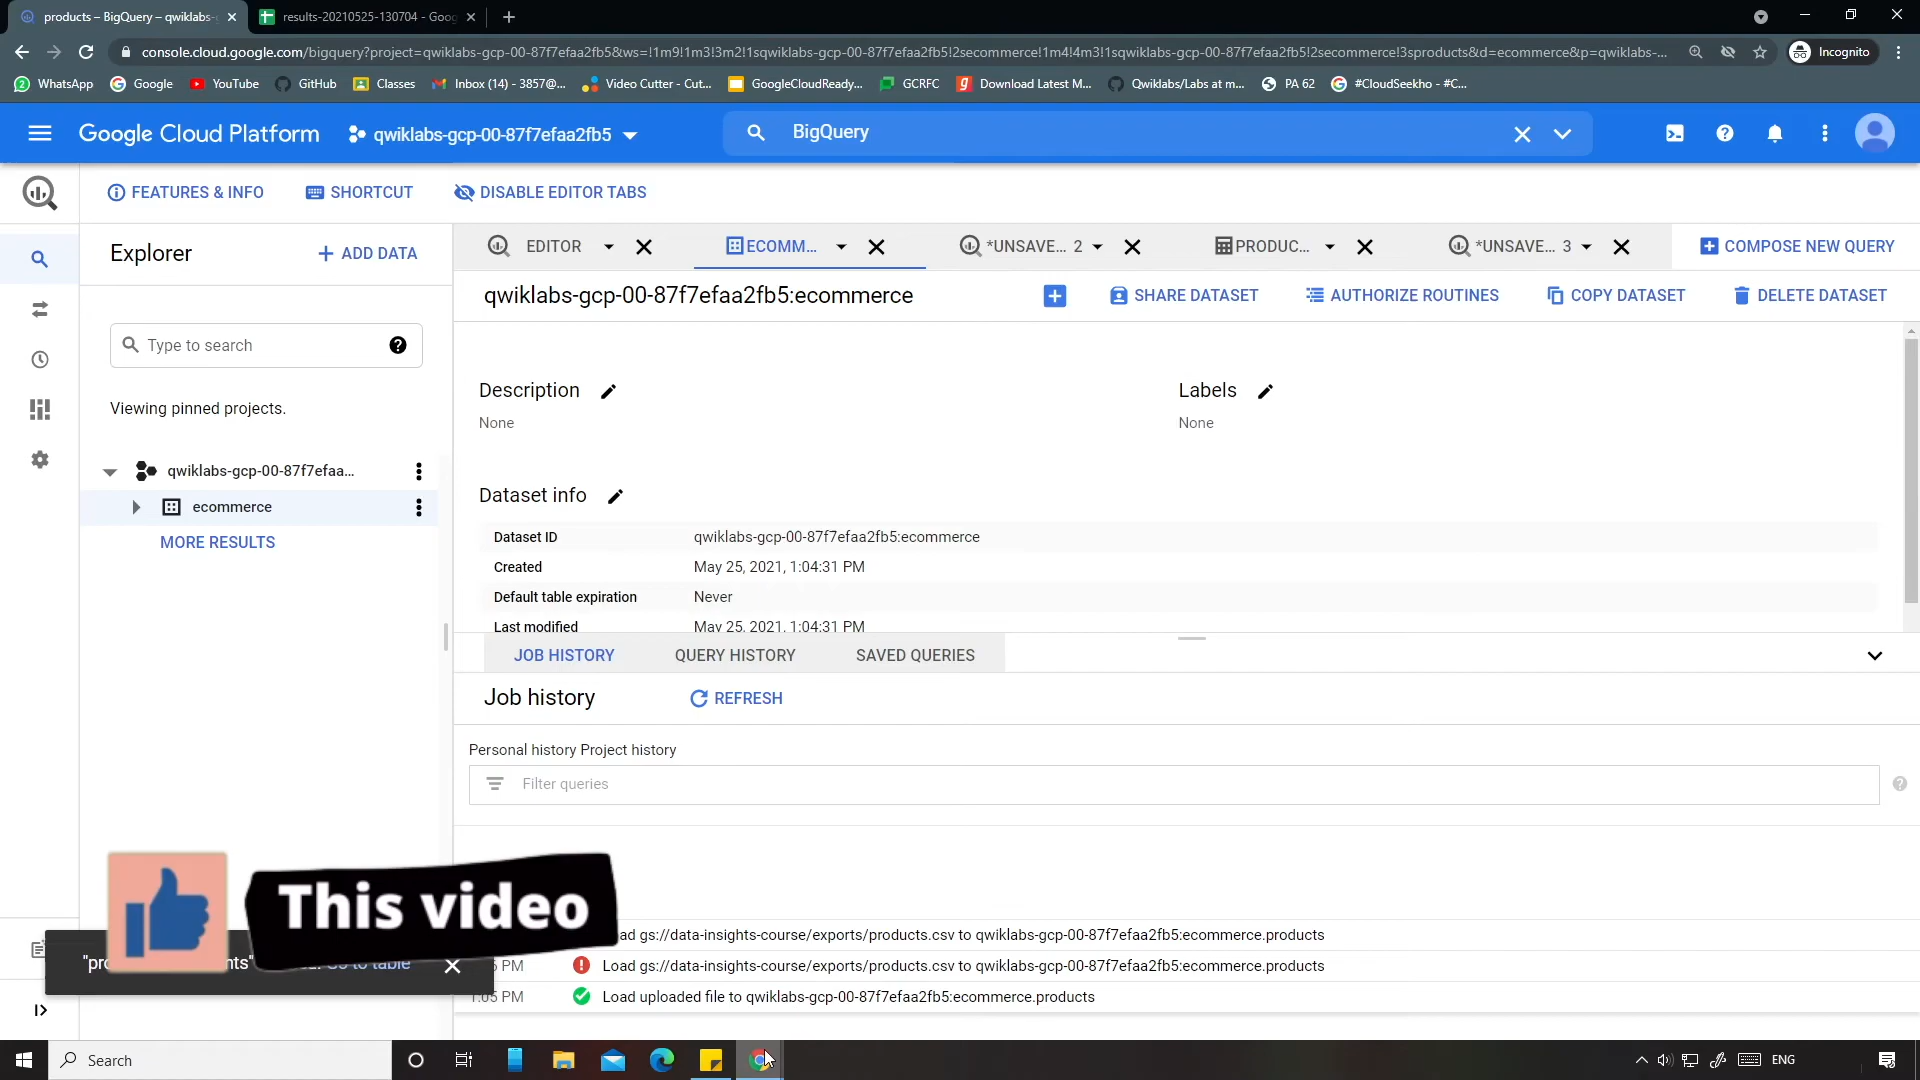 products – BigQuery – qwiklabs-
results-20210525-130704 - Goog
console.cloud.google.com/bigquery?project=qwiklabs-gcp-00-87f7efaa2fb5&ws=!1m9!1m3!3m2!1sqwiklabs-gcp-00-87f7efaa2fb5!2secommerce!1m4!4m3!1sqwiklabs-gcp-00-87f7efaa2fb5!2secommerce!3sproducts&d=ecommerce&p=qwiklabs-...
Incognito
WhatsApp Google YouTube GitHub Classes Inbox (14) - 3857@... Video Cutter - Cut... GoogleCloudReady... GCRFC Download Latest M... Qwiklabs/Labs at m... PA 62 #CloudSeekho - #C...
Google Cloud Platform qwiklabs-gcp-00-87f7efaa2fb5 BigQuery
FEATURES & INFO SHORTCUT DISABLE EDITOR TABS
Explorer + ADD DATA
EDITOR ECOMM... *UNSAVE... 2 PRODUC... *UNSAVE... 3 COMPOSE NEW QUERY
qwiklabs-gcp-00-87f7efaa2fb5:ecommerce SHARE DATASET AUTHORIZE ROUTINES COPY DATASET DELETE DATASET
Type to search
Viewing pinned projects.
qwiklabs-gcp-00-87f7efaa...
ecommerce
MORE RESULTS
Description Labels
None None
Dataset info
Dataset ID qwiklabs-gcp-00-87f7efaa2fb5:ecommerce
Created May 25, 2021, 1:04:31 PM
Default table expiration Never
Last modified May 25, 2021, 1:04:31 PM
JOB HISTORY QUERY HISTORY SAVED QUERIES
Job history REFRESH
Personal history Project history
Filter queries
This video
gs://data-insights-course/exports/products.csv to qwiklabs-gcp-00-87f7efaa2fb5:ecommerce.products
PM Load gs://data-insights-course/exports/products.csv to qwiklabs-gcp-00-87f7efaa2fb5:ecommerce.products
1:05 PM Load uploaded file to qwiklabs-gcp-00-87f7efaa2fb5:ecommerce.products
Search
ENG